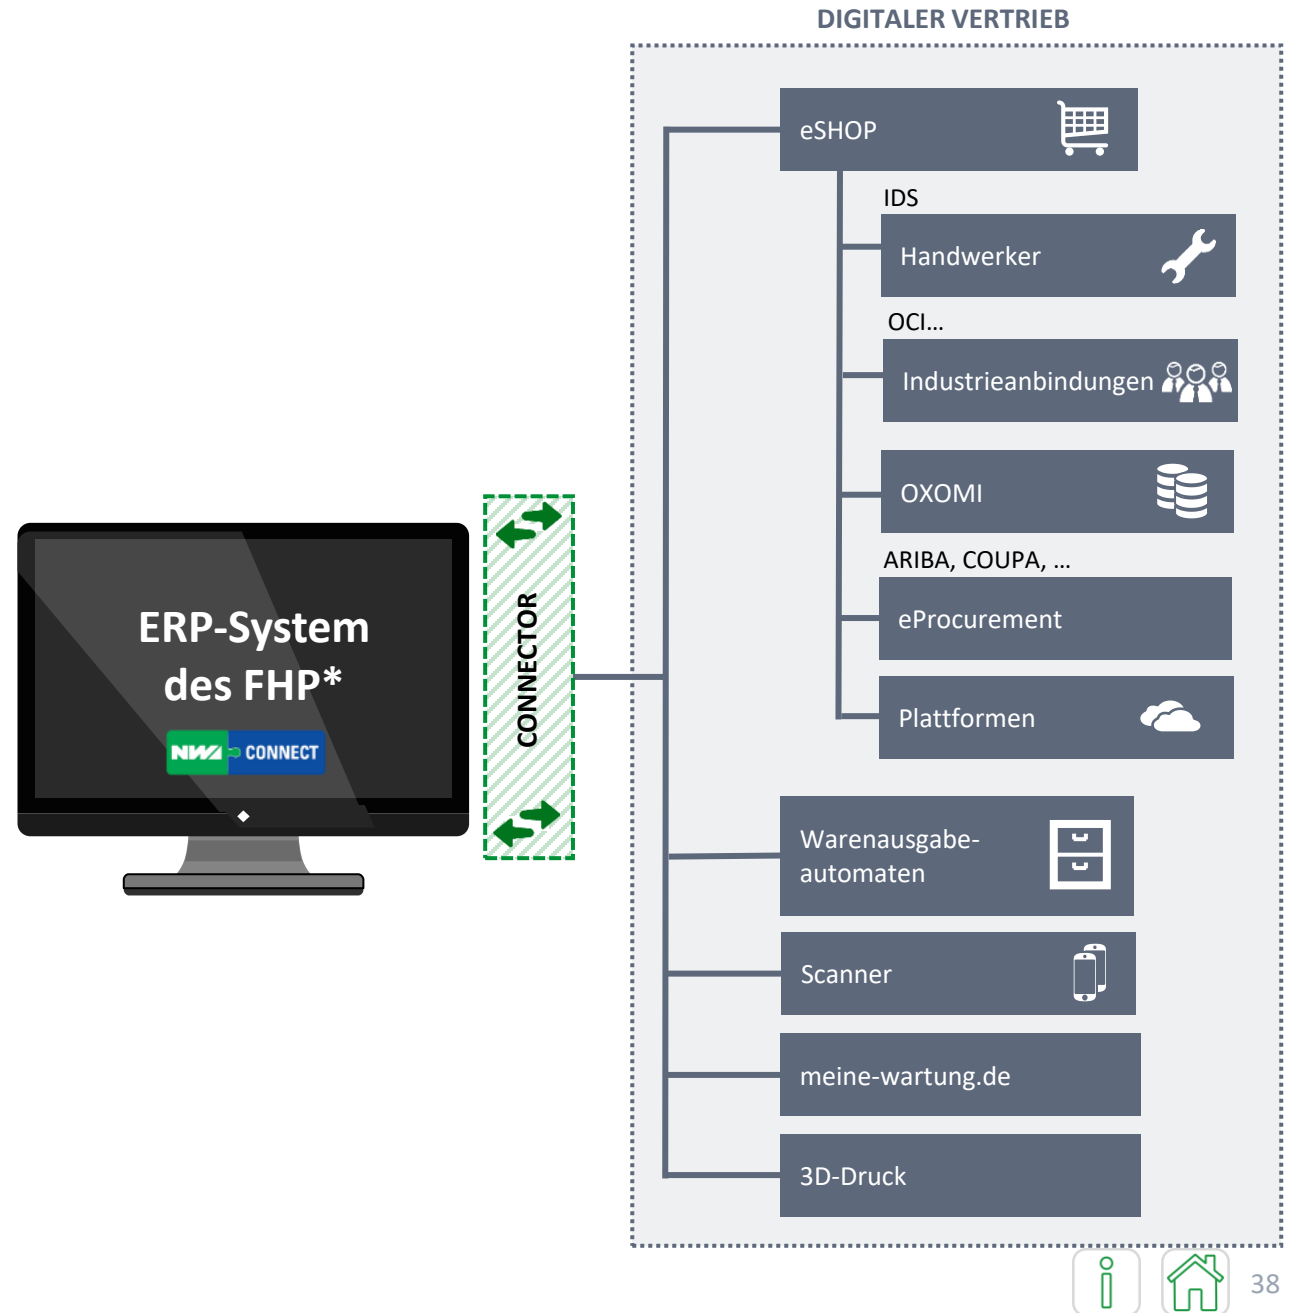 DIGITALER VERTRIEB
eSHOP
IDS
Handwerker
OCI…
Industrieanbindungen
OXOMI
ARIBA, COUPA, …
eProcurement
Plattformen
ERP-System
des FHP*
NW CONNECT
CONNECTOR
Warenausgabe-
automaten
Scanner
meine-wartung.de
3D-Druck
38